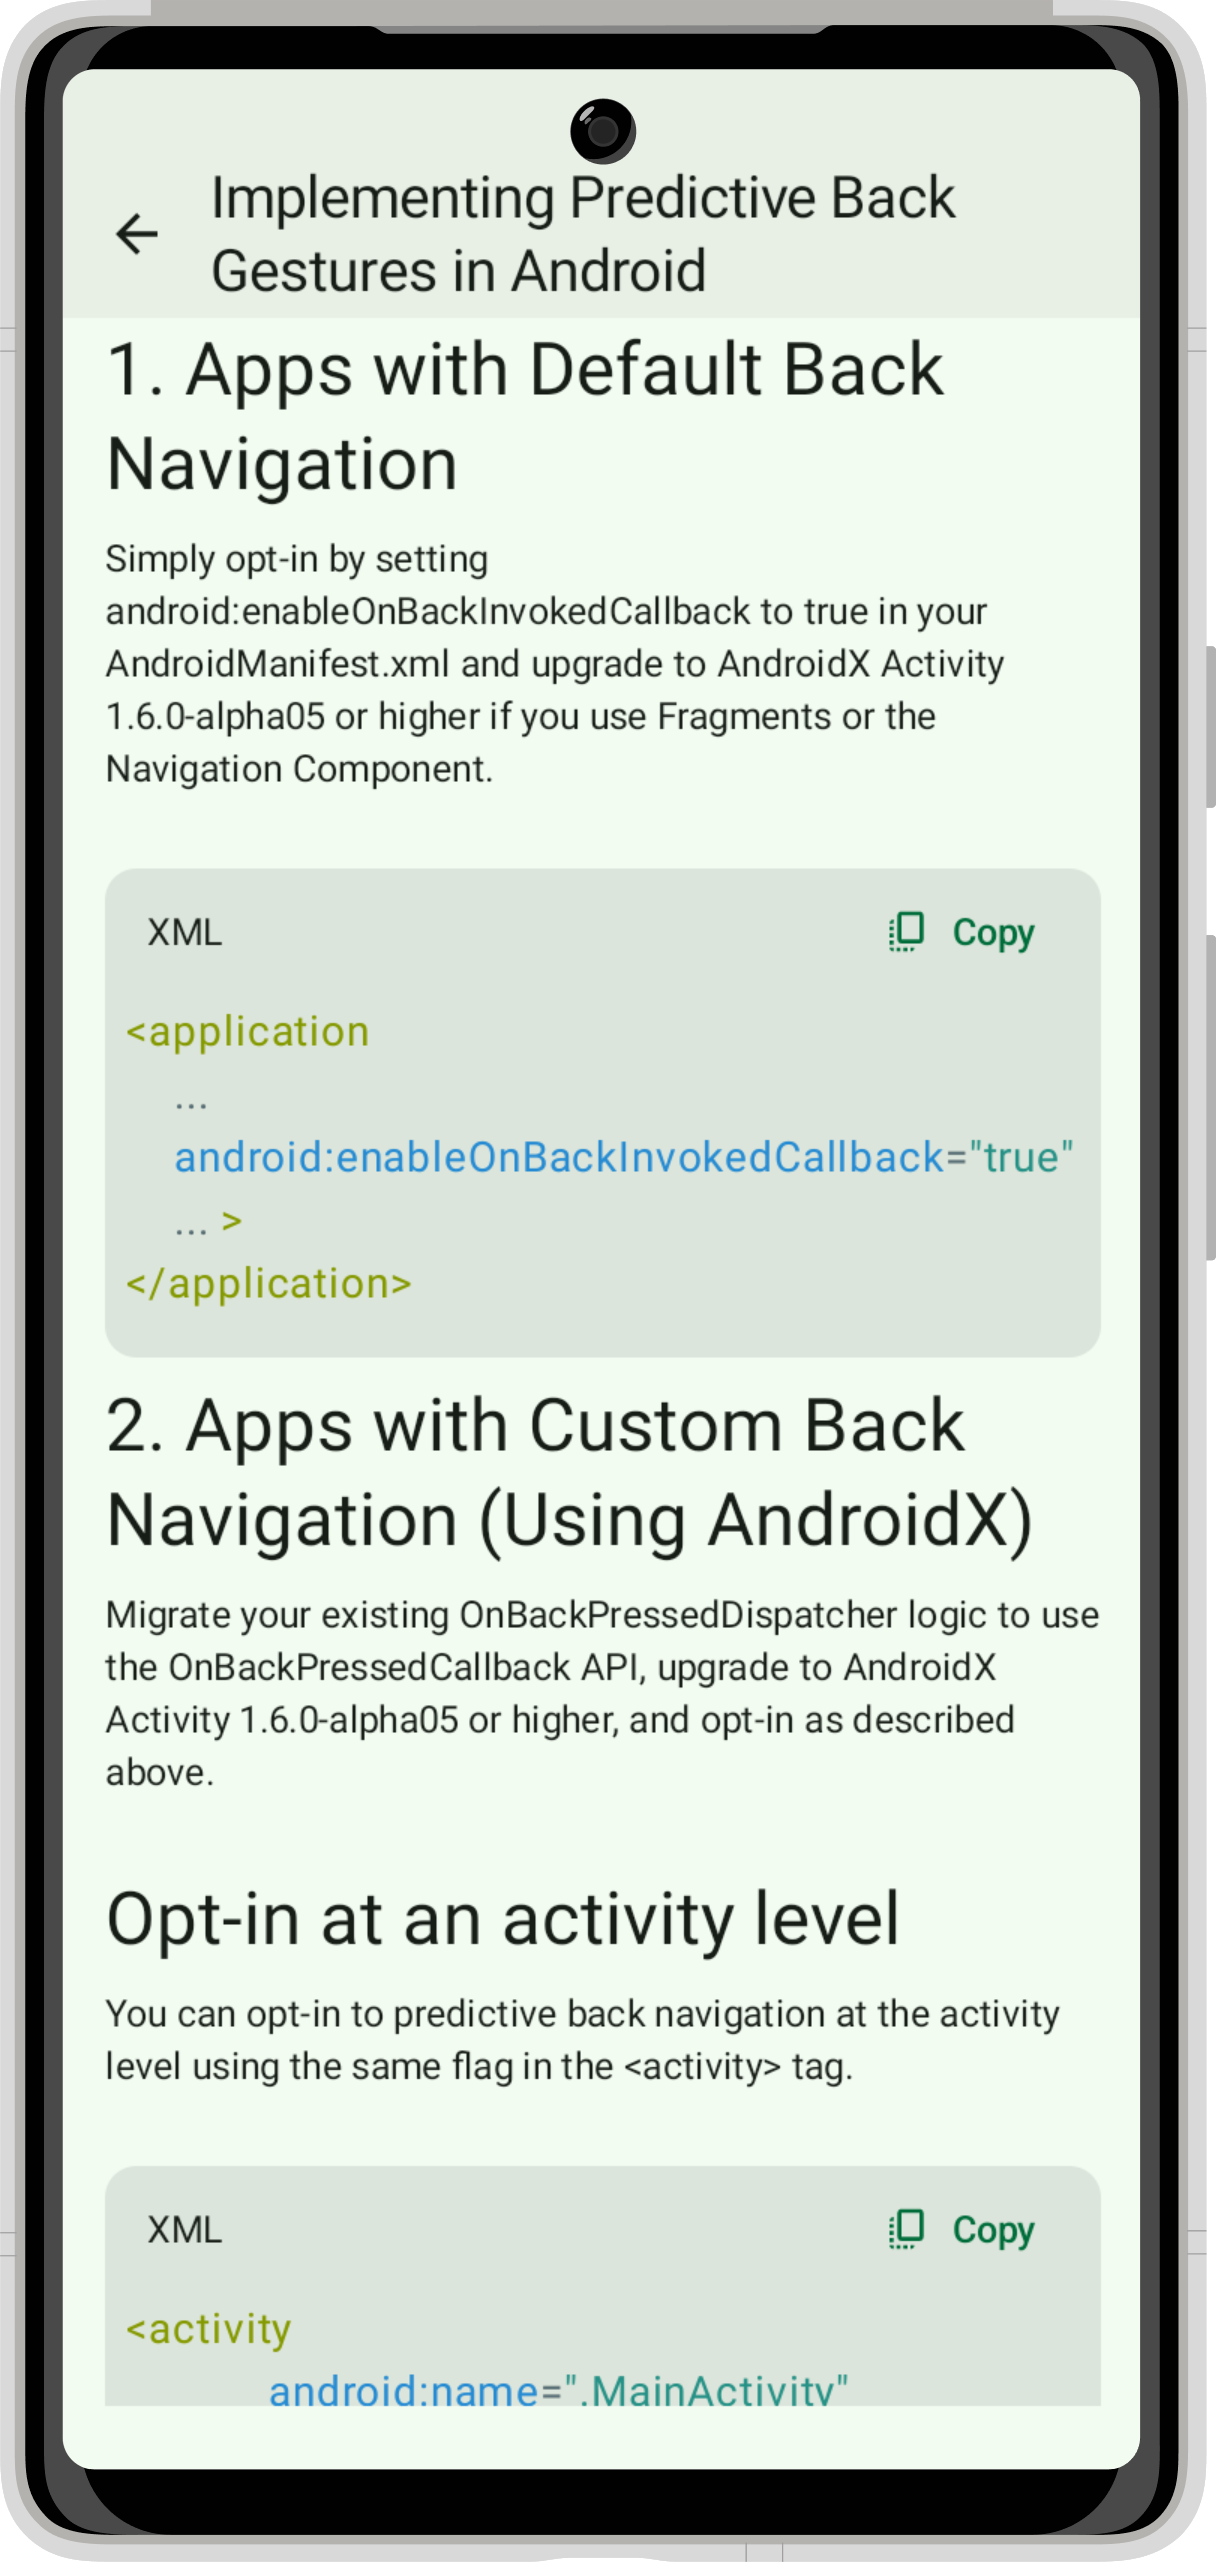 Implementing Predictive Back
Gestures in Android
1. Apps with Default Back
Navigation
Simply opt-in by setting
android:enableOnBackInvokedCallback to true in your
AndroidManifest.xml and upgrade to AndroidX Activity
1.6.0-alpha05 or higher if you use Fragments or the
Navigation Component.
XML Copy
<application
...
android:enableOnBackInvokedCallback="true"
... >
</application>
2. Apps with Custom Back
Navigation (Using AndroidX)
Migrate your existing OnBackPressedDispatcher logic to use
the OnBackPressedCallback API, upgrade to AndroidX
Activity 1.6.0-alpha05 or higher, and opt-in as described
above.
Opt-in at an activity level
You can opt-in to predictive back navigation at the activity
level using the same flag in the <activity> tag.
XML Copy
<activity
android:name=".MainActivity"